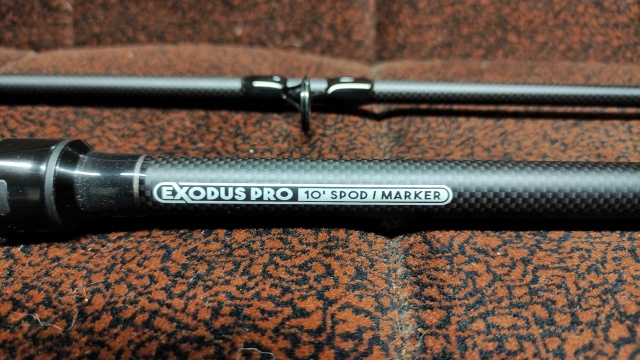 EXODUS PRO 10' SPOD / MARKER